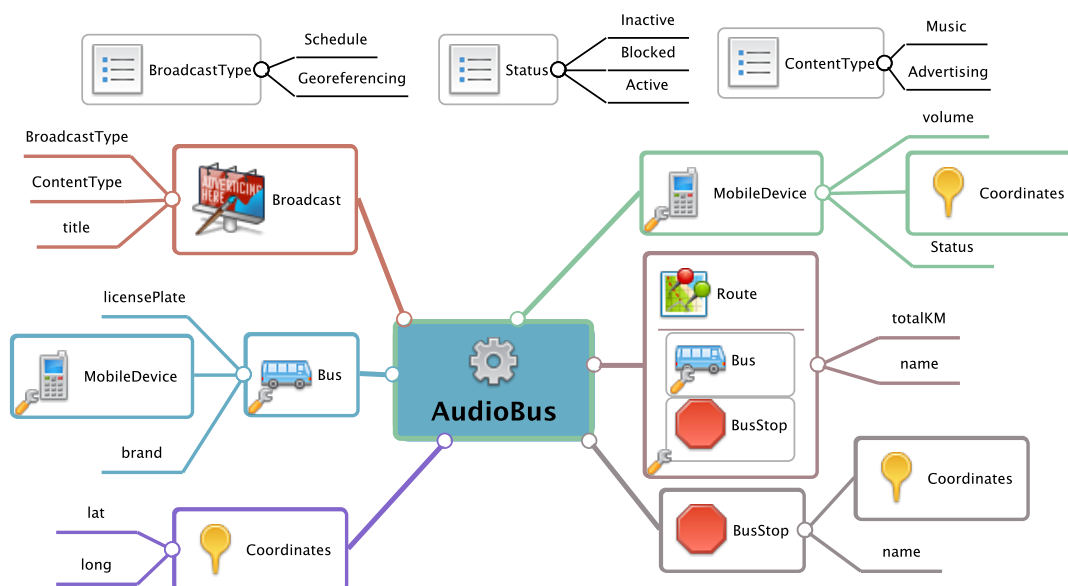 BroadcastType
Schedule
Georeferencing
Status
Inactive
Blocked
Active
ContentType
Music
Advertising
BroadcastType
ContentType
title
ADVERTICING
HERE
Broadcast
MobileDevice
volume
Coordinates
Status
licensePlate
MobileDevice
brand
Bus
AudioBus
Route
Bus
BusStop
totalKM
name
lat
long
Coordinates
BusStop
Coordinates
name